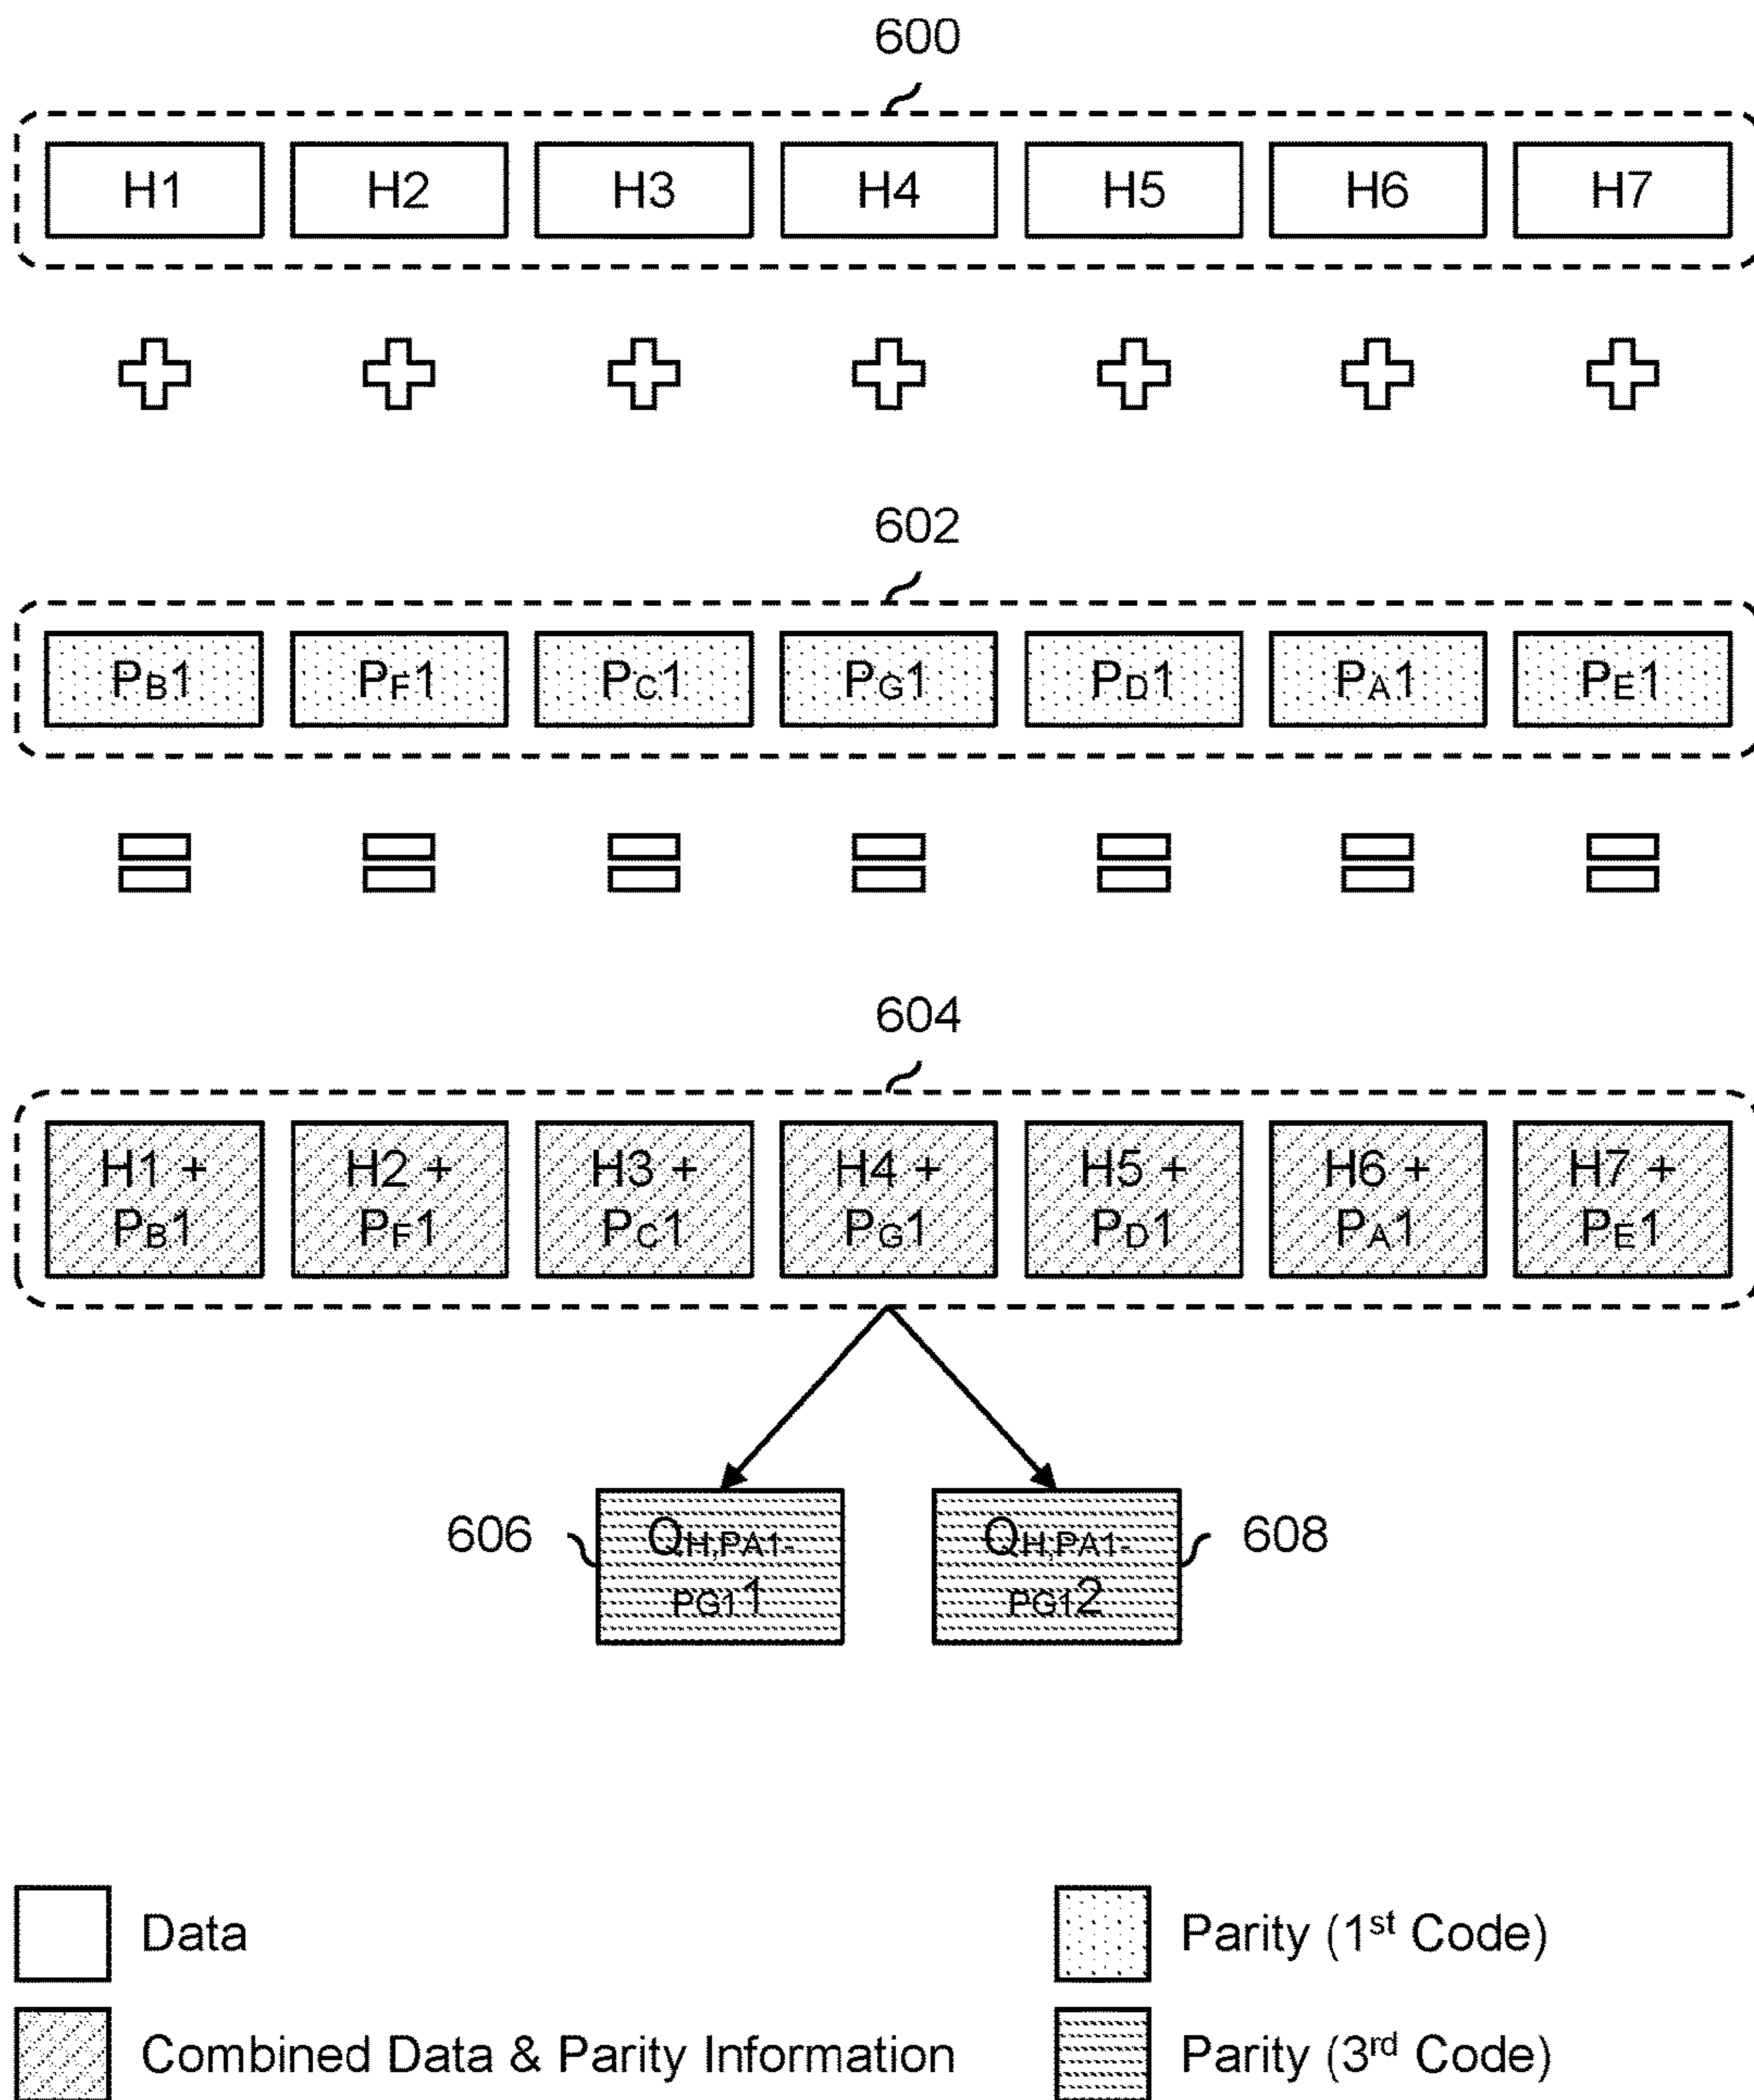 600
H1 H2 H3 H4 H5 H6 H7
602
PB1 PF1 PC1 PG1 PD1 PA1 PE1
604
H1 + H2 + H3 + H4 + H5 + H6 + H7 +
PB1 PF1 PC1 PG1 PD1 PA1 PE1
606 QH,PA1- QH,PA1- 608
PG11 PG12
Data Parity (1st Code)
Combined Data & Parity Information Parity (3rd Code)